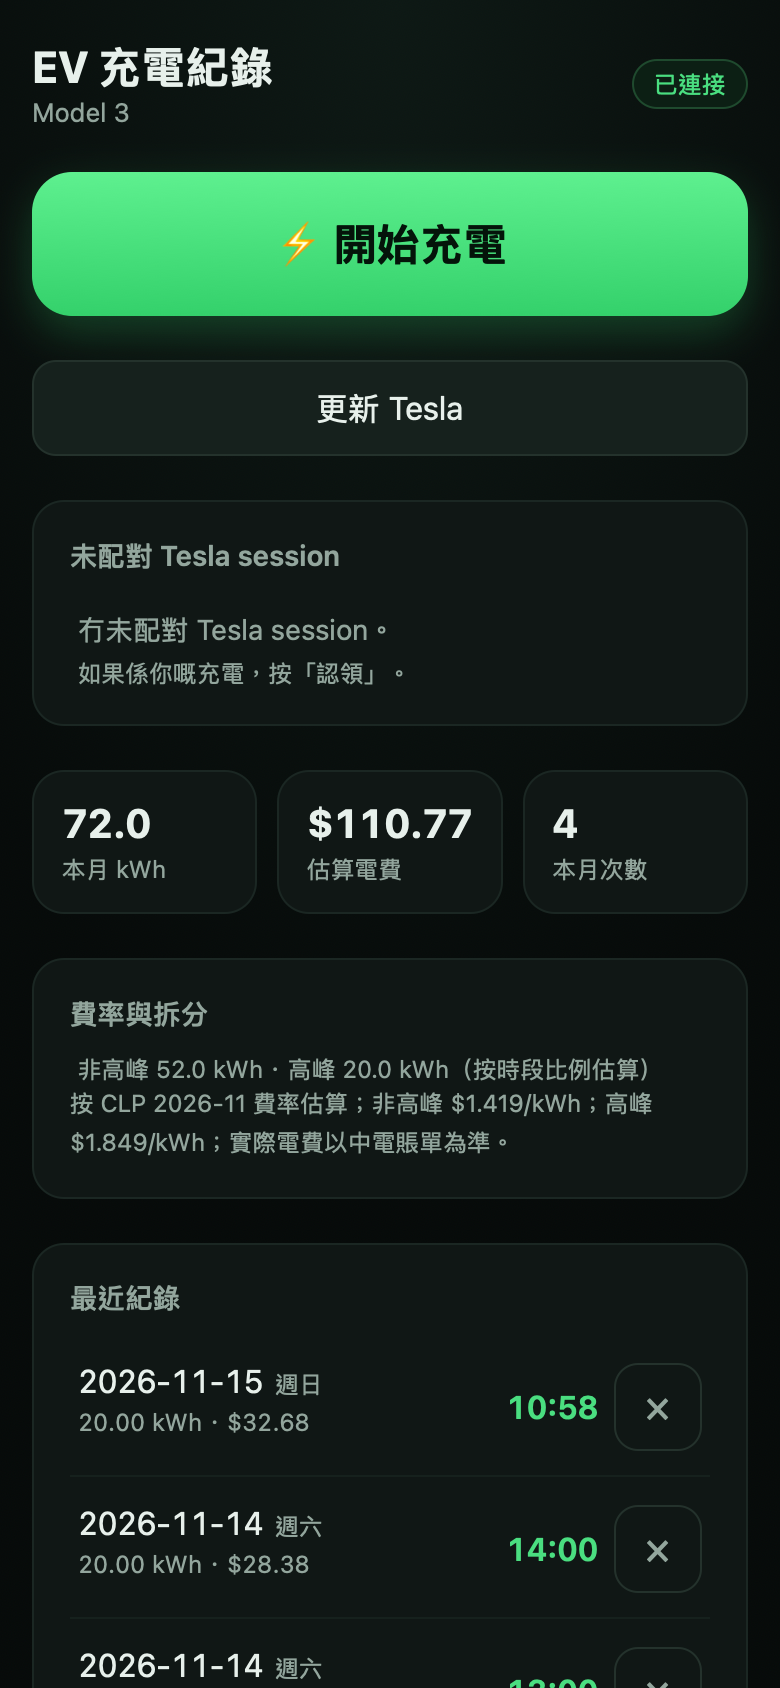 EV 充電紀錄
Model 3
已連接
⚡ 開始充電
更新 Tesla
未配對 Tesla session
冇未配對 Tesla session。
如果係你嘅充電，按「認領」。
72.0
本月 kWh
$110.77
估算電費
4
本月次數
費率與拆分
非高峰 52.0 kWh · 高峰 20.0 kWh（按時段比例估算）
按 CLP 2026-11 費率估算；非高峰 $1.419/kWh；高峰
$1.849/kWh；實際電費以中電賬單為準。
最近紀錄
2026-11-15 週日
20.00 kWh · $32.68
10:58
×
2026-11-14 週六
20.00 kWh · $28.38
14:00
×
2026-11-14 週六